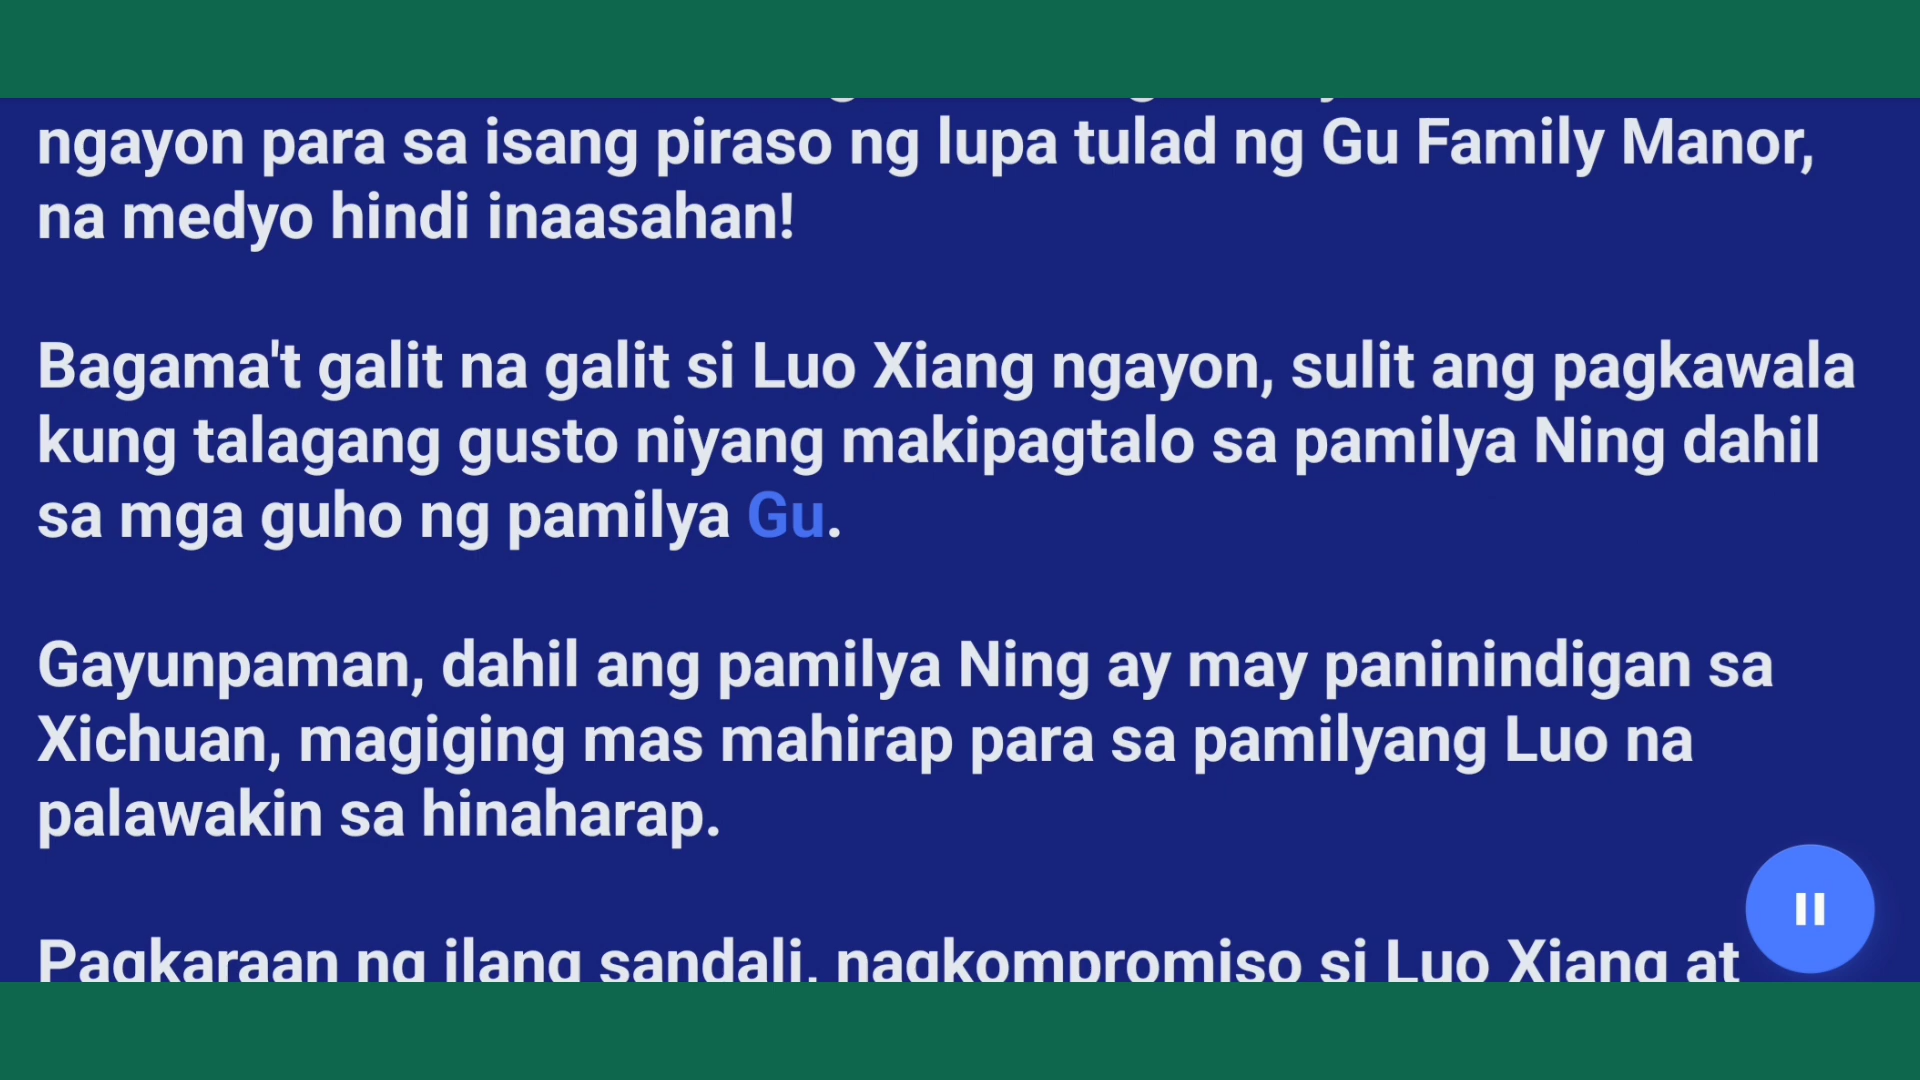 ngayon para sa isang piraso ng lupa tulad ng Gu Family Manor,
na medyo hindi inaasahan!
Bagama't galit na galit si Luo Xiang ngayon, sulit ang pagkawala
kung talagang gusto niyang makipagtalo sa pamilya Ning dahil
sa mga guho ng pamilya Gu.
Gayunpaman, dahil ang pamilya Ning ay may paninindigan sa
Xichuan, magiging mas mahirap para sa pamilyang Luo na
palawakin sa hinaharap.
Pagkaraan ng ilang sandali, nagkompromiso si Luo Xiang at